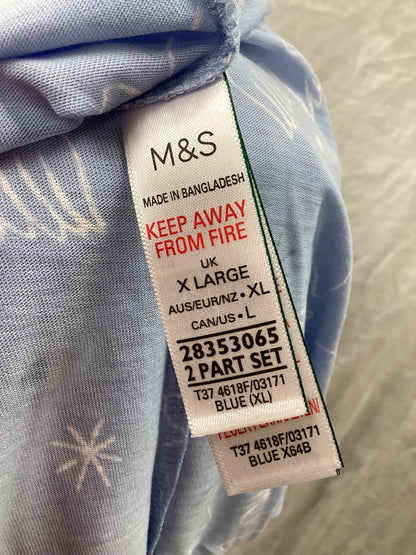 M&S
MADE IN BANGLADESH
KEEP AWAY
FROM FIRE
UK
X LARGE
AUS/EUR/NZ • XL
CAN/US • L
28353065
2 PART SET
T37 4618F/03171
BLUE (XL)
T37 4618F/03171
BLUE X64B